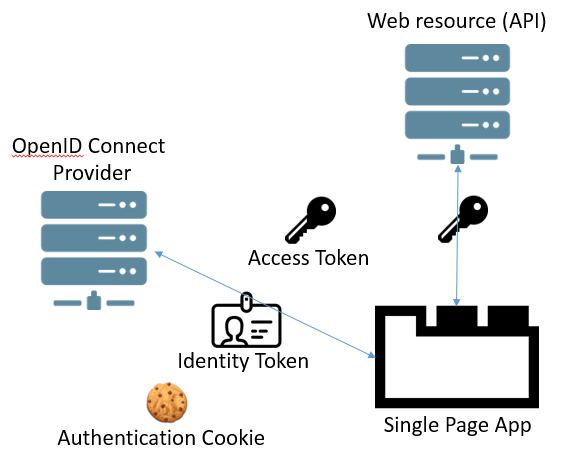 Web resource (API)
OpenID Connect
Provider
Access Token
Identity Token
Single Page App
Authentication Cookie